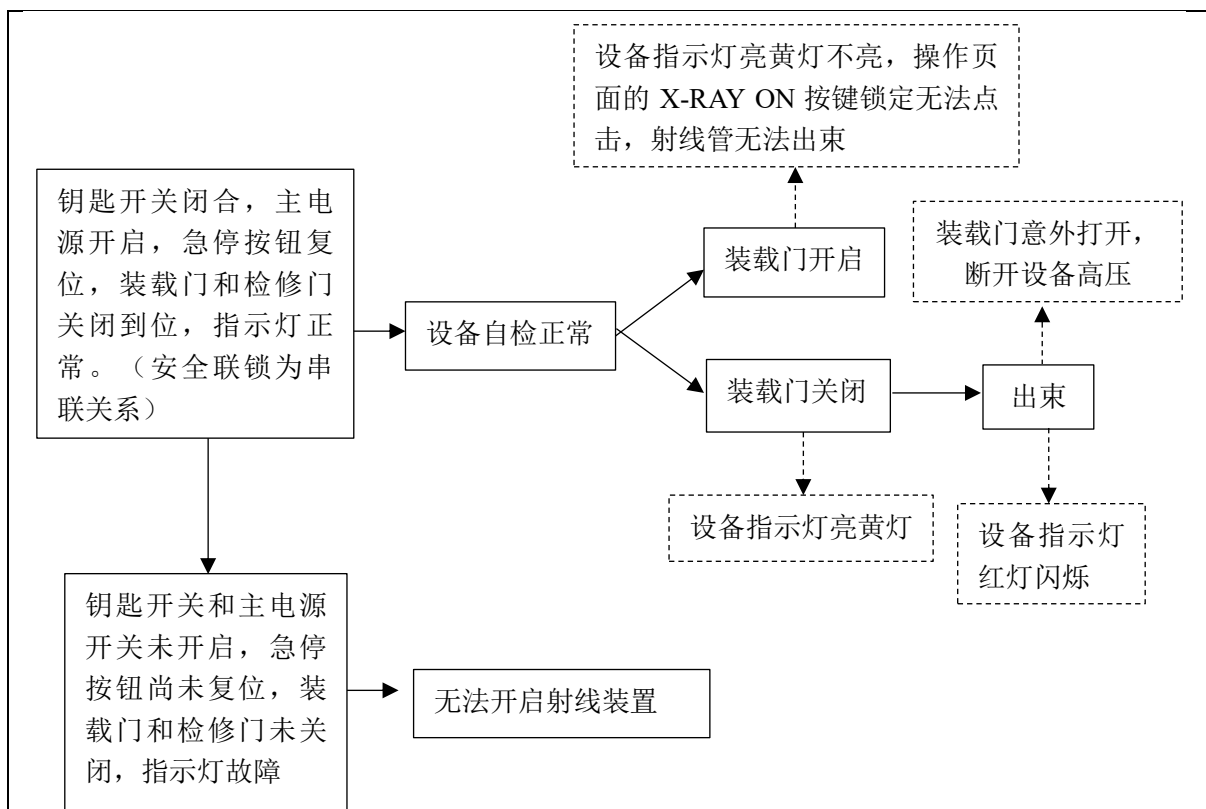 设备指示灯亮黄灯不亮，操作页
面的 X-RAY ON 按键锁定无法点
击，射线管无法出束
钥匙开关闭合，主电
源开启，急停按钮复
位，装载门和检修门
关闭到位，指示灯正
常。（安全联锁为串
联关系）
设备自检正常
装载门开启
装载门意外打开，
断开设备高压
装载门关闭
出束
设备指示灯亮黄灯
设备指示灯
红灯闪烁
钥匙开关和主电源
开关未开启，急停
按钮尚未复位，装
载门和检修门未关
闭，指示灯故障
无法开启射线装置